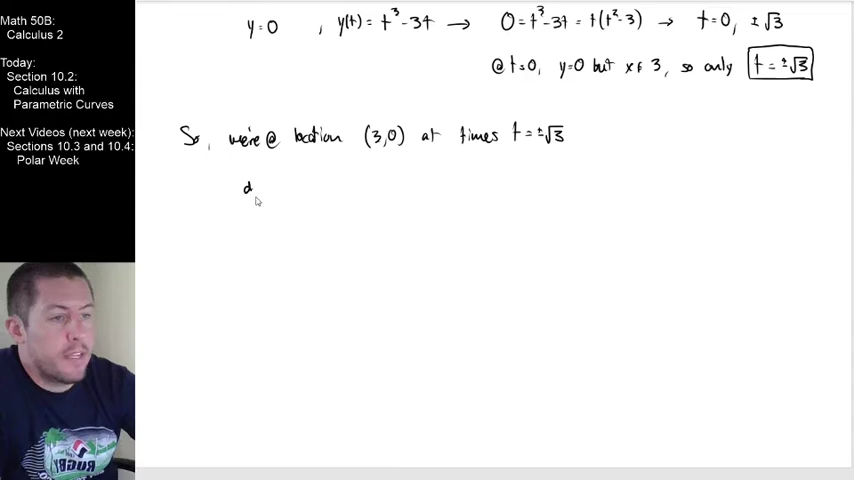 Math 50B:
Calculus 2
Today:
Section 10.2:
Calculus with
Parametric Curves
Next Videos (next week):
Sections 10.3 and 10.4:
Polar Week
y=0 , y(t) = t³-3t → 0 = t³-3t = t(t²-3) → t=0, ±√3
@ t=0, y=0 but x≠3, so only t=±√3
So, we're @ location (3,0) at times t=±√3
d
RUGBY